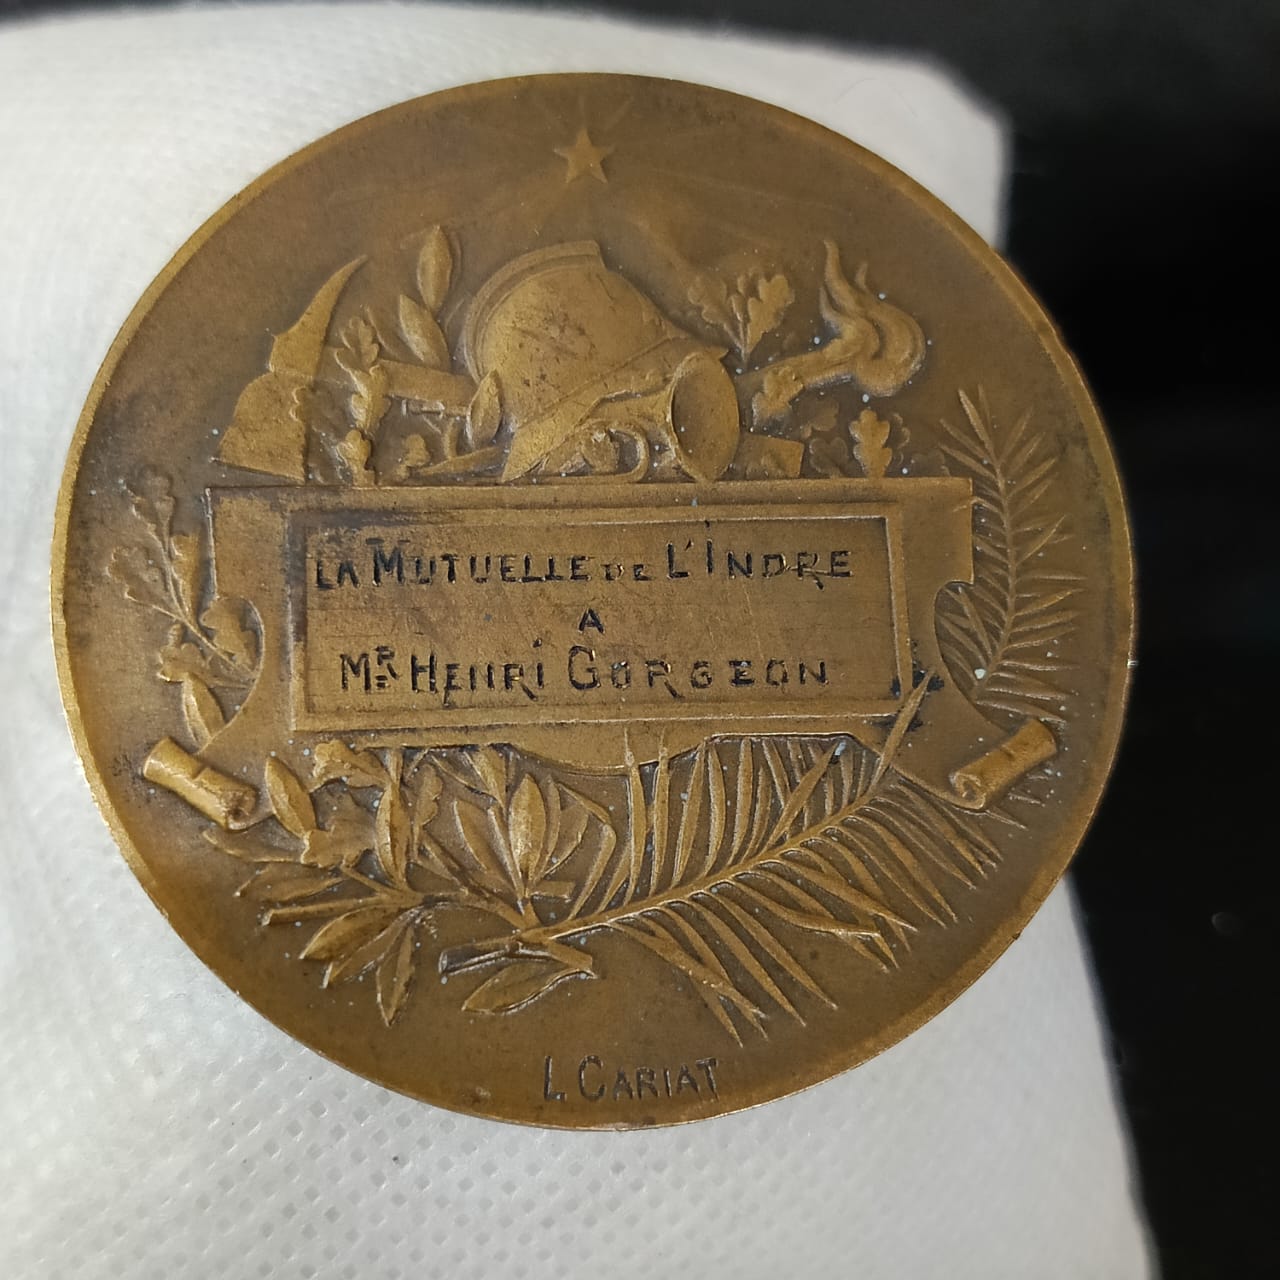 LA MUTUELLE DE L'INDRE
A
MR HENRI GORGEON
L CARIAT